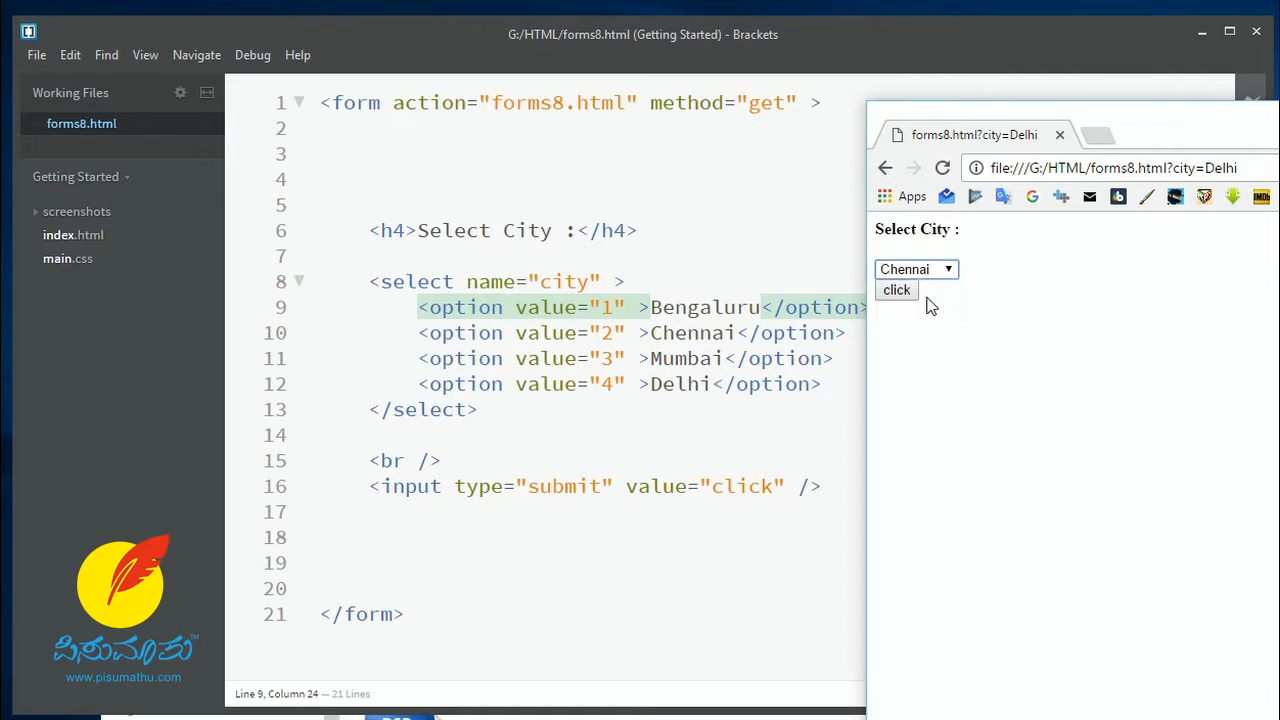 G:/HTML/forms8.html (Getting Started) - Brackets
File Edit Find View Navigate Debug Help
Working Files
forms8.html
Getting Started
screenshots
index.html
main.css
1 <form action="forms8.html" method="get" >
2
3
4
5
6 <h4>Select City :</h4>
7
8 <select name="city" >
9 <option value="1" >Bengaluru</option>
10 <option value="2" >Chennai</option>
11 <option value="3" >Mumbai</option>
12 <option value="4" >Delhi</option>
13 </select>
14
15 <br />
16 <input type="submit" value="click" />
17
18
19
20
21 </form>
Line 9, Column 24 — 21 Lines
forms8.html?city=Delhi
file:///G:/HTML/forms8.html?city=Delhi
Apps
IMDb
Select City :
Chennai
click
ಪಿಸುಮಾತು™
www.pisumathu.com